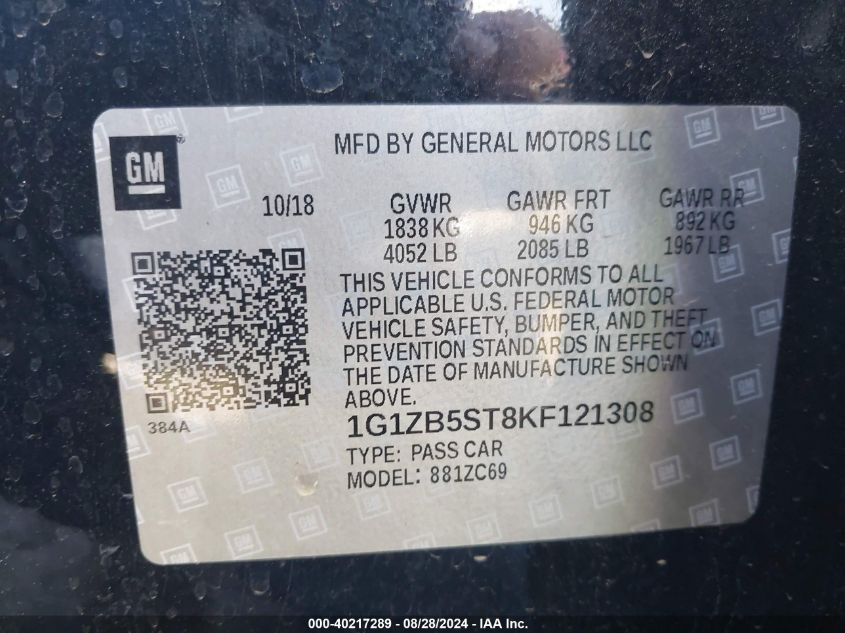 GM
MFD BY GENERAL MOTORS LLC
10/18
GVWR GAWR FRT GAWR RR
1838 KG 946 KG 892 KG
4052 LB 2085 LB 1967 LB
THIS VEHICLE CONFORMS TO ALL
APPLICABLE U.S. FEDERAL MOTOR
VEHICLE SAFETY, BUMPER, AND THEFT
PREVENTION STANDARDS IN EFFECT ON
THE DATE OF MANUFACTURE SHOWN
ABOVE.
384A
1G1ZB5ST8KF121308
TYPE: PASS CAR
MODEL: 881ZC69
000-40217289 - 08/28/2024 - IAA Inc.